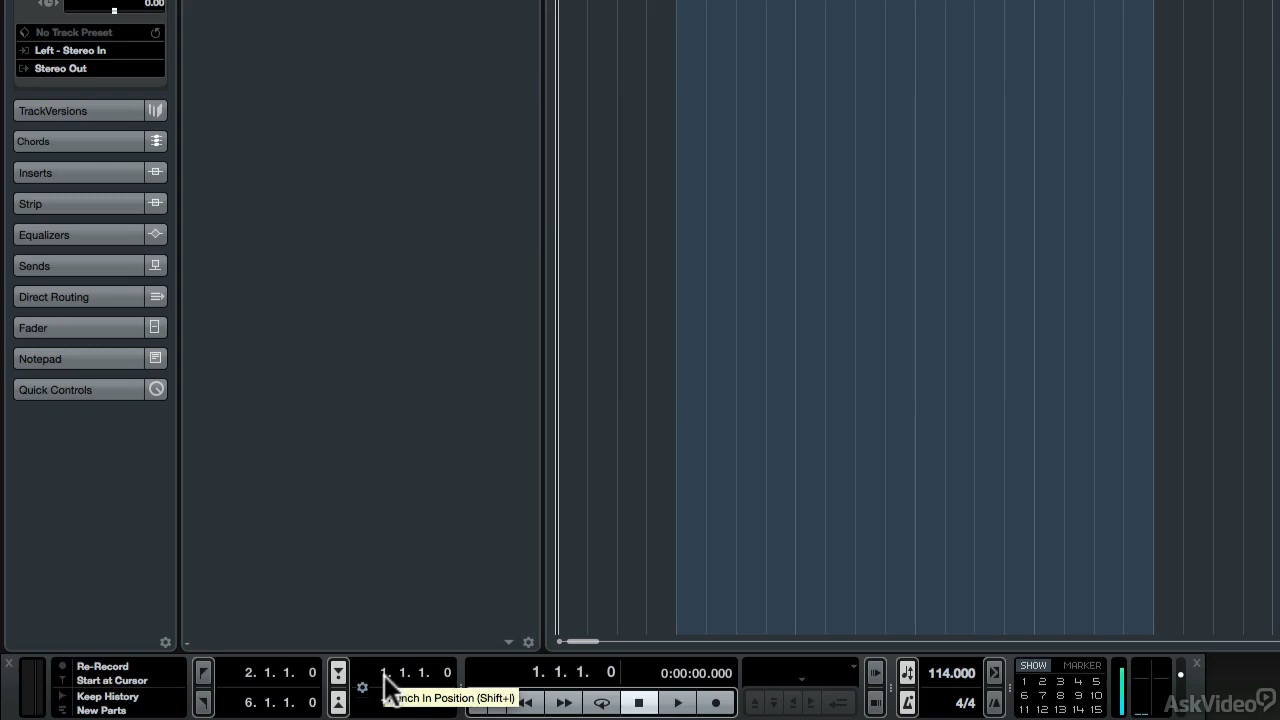 0.00
No Track Preset
Left - Stereo In
Stereo Out
TrackVersions
Chords
Inserts
Strip
Equalizers
Sends
Direct Routing
Fader
Notepad
Quick Controls
Re-Record
Start at Cursor
Keep History
New Parts
2. 1. 1. 0
6. 1. 1. 0
1. 1. 1. 0
In Position (Shift+I)
1. 1. 1. 0
0:00:00.000
114.000
4/4
SHOW MARKER
1 2 3 4 5
6 7 8 9 10
11 12 13 14 15
AskVideo